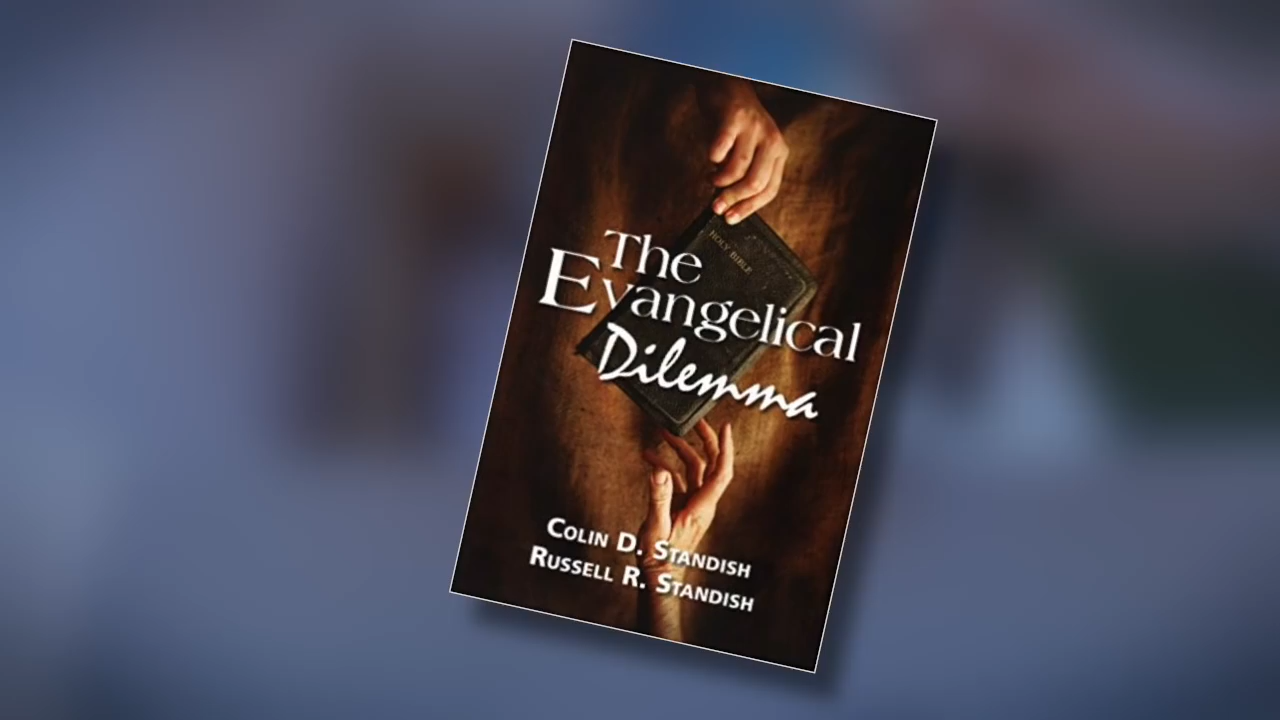 HOLY BIBLE
The
Evangelical
Dilemma
COLIN D. STANDISH
RUSSELL R. STANDISH